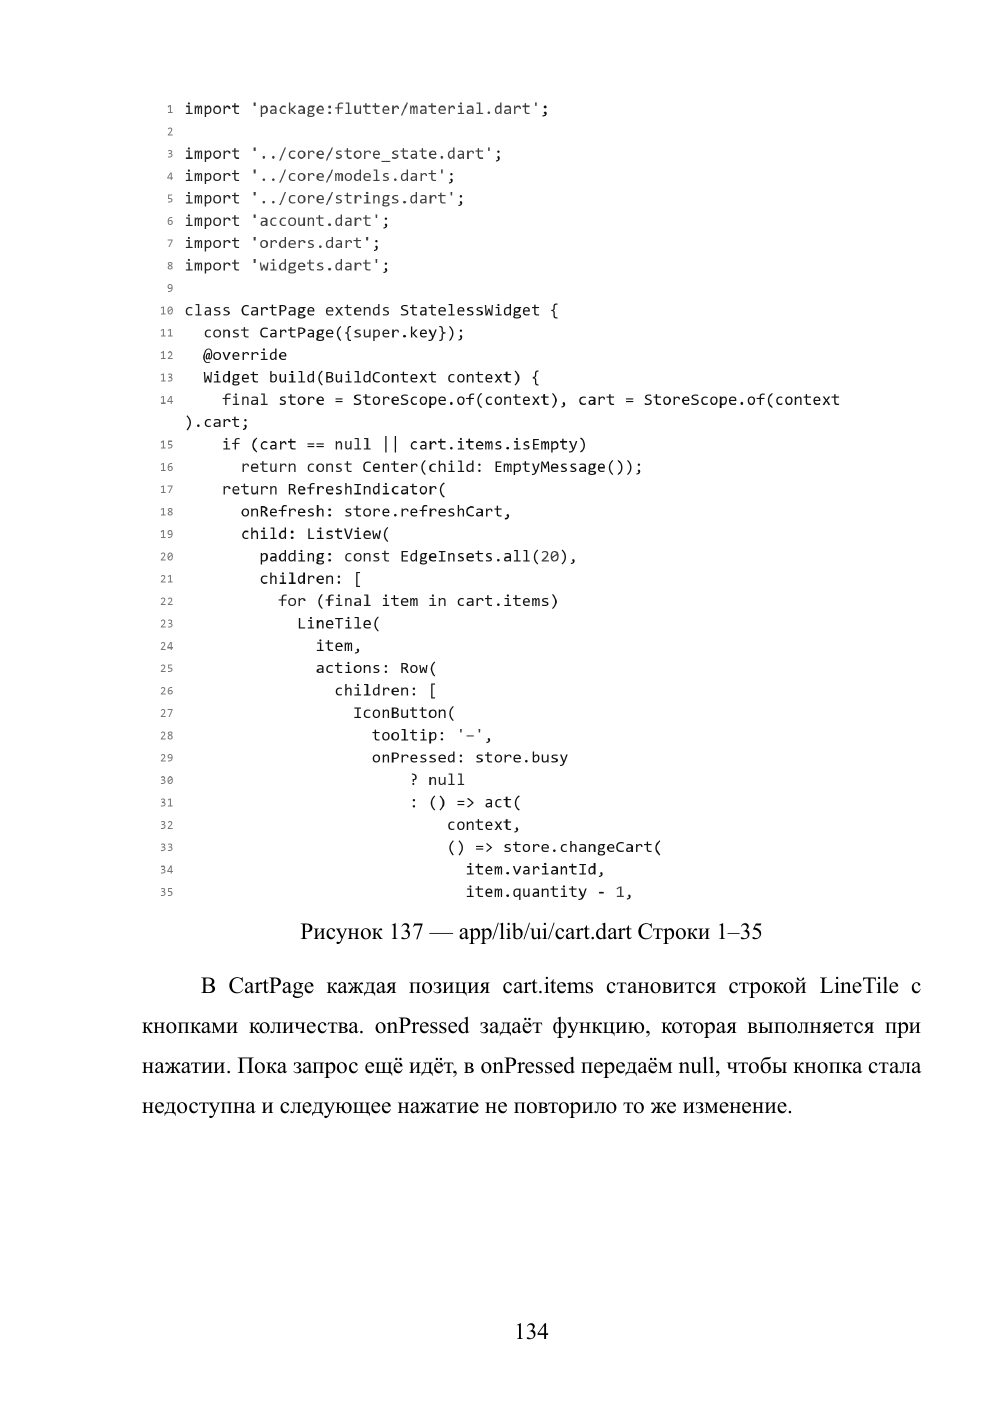 1 import 'package:flutter/material.dart';
2
3 import '../core/store_state.dart';
4 import '../core/models.dart';
5 import '../core/strings.dart';
6 import 'account.dart';
7 import 'orders.dart';
8 import 'widgets.dart';
9
10 class CartPage extends StatelessWidget {
11   const CartPage({super.key});
12   @override
13   Widget build(BuildContext context) {
14     final store = StoreScope.of(context), cart = StoreScope.of(context
).cart;
15     if (cart == null || cart.items.isEmpty)
16       return const Center(child: EmptyMessage());
17     return RefreshIndicator(
18       onRefresh: store.refreshCart,
19       child: ListView(
20         padding: const EdgeInsets.all(20),
21         children: [
22           for (final item in cart.items)
23             LineTile(
24               item,
25               actions: Row(
26                 children: [
27                   IconButton(
28                     tooltip: '−',
29                     onPressed: store.busy
30                         ? null
31                         : () => act(
32                             context,
33                             () => store.changeCart(
34                               item.variantId,
35                               item.quantity - 1,
Рисунок 137 — app/lib/ui/cart.dart Строки 1–35
В CartPage каждая позиция cart.items становится строкой LineTile с
кнопками количества. onPressed задаёт функцию, которая выполняется при
нажатии. Пока запрос ещё идёт, в onPressed передаём null, чтобы кнопка стала
недоступна и следующее нажатие не повторило то же изменение.
134